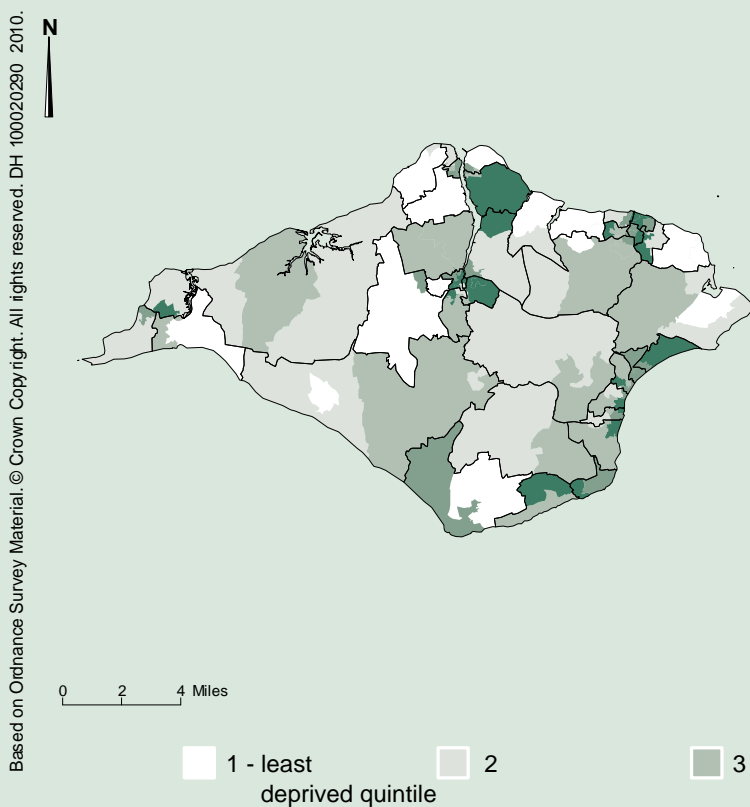 Based on Ordnance Survey Material. © Crown Copyright. All rights reserved. DH 100020290 2010.
N
0 2 4 Miles
1 - least
deprived quintile
2
3